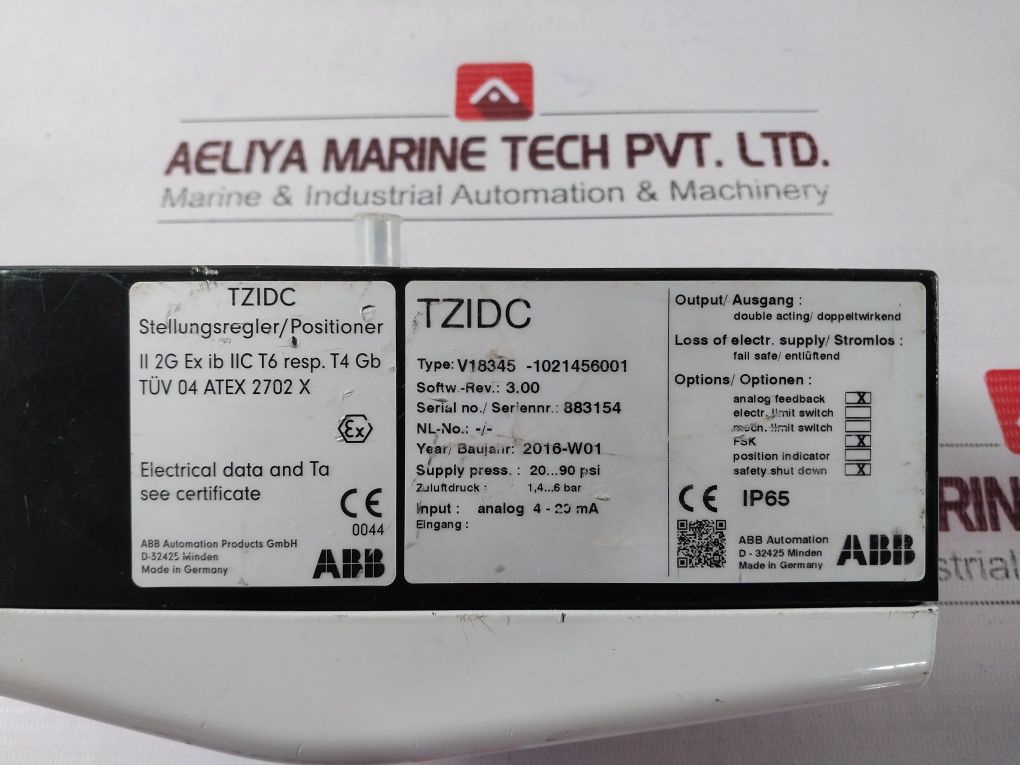 AELIYA MARINE TECH PVT. LTD.
Marine & Industrial Automation & Machinery
TZIDC
Stellungsregler/Positioner
II 2G Ex ib IIC T6 resp. T4 Gb
TÜV 04 ATEX 2702 X
Ex
Electrical data and Ta
see certificate
CE
0044
ABB Automation Products GmbH
D-32425 Minden
Made in Germany
ABB
TZIDC
Type: V18345 -1021456001
Softw.-Rev.: 3.00
Serial no./ Seriennr.: 883154
NL-No.: -/-
Year/ Baujahr: 2016-W01
Supply press. : 20...90 psi
Zuluftdruck : 1,4...6 bar
Input : analog 4 - 20 mA
Eingang :
Output/ Ausgang :
double acting/ doppeltwirkend
Loss of electr. supply/ Stromlos :
fail safe/ entlüftend
Options/ Optionen :
analog feedback X
electr. limit switch
mech. limit switch
FSK X
position indicator
safety shut down X
CE IP65
ABB Automation
D - 32425 Minden
Made in Germany
ABB
RIN
strial